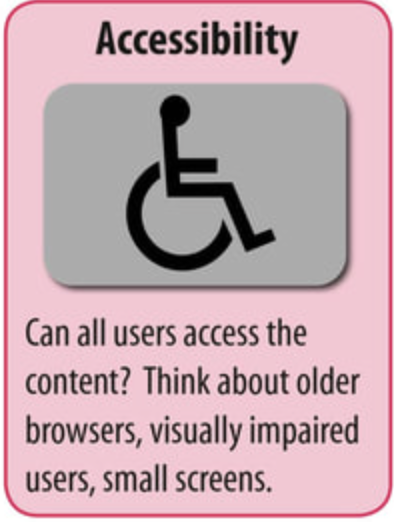 Accessibility
Can all users access the
content? Think about older
browsers, visually impaired
users, small screens.